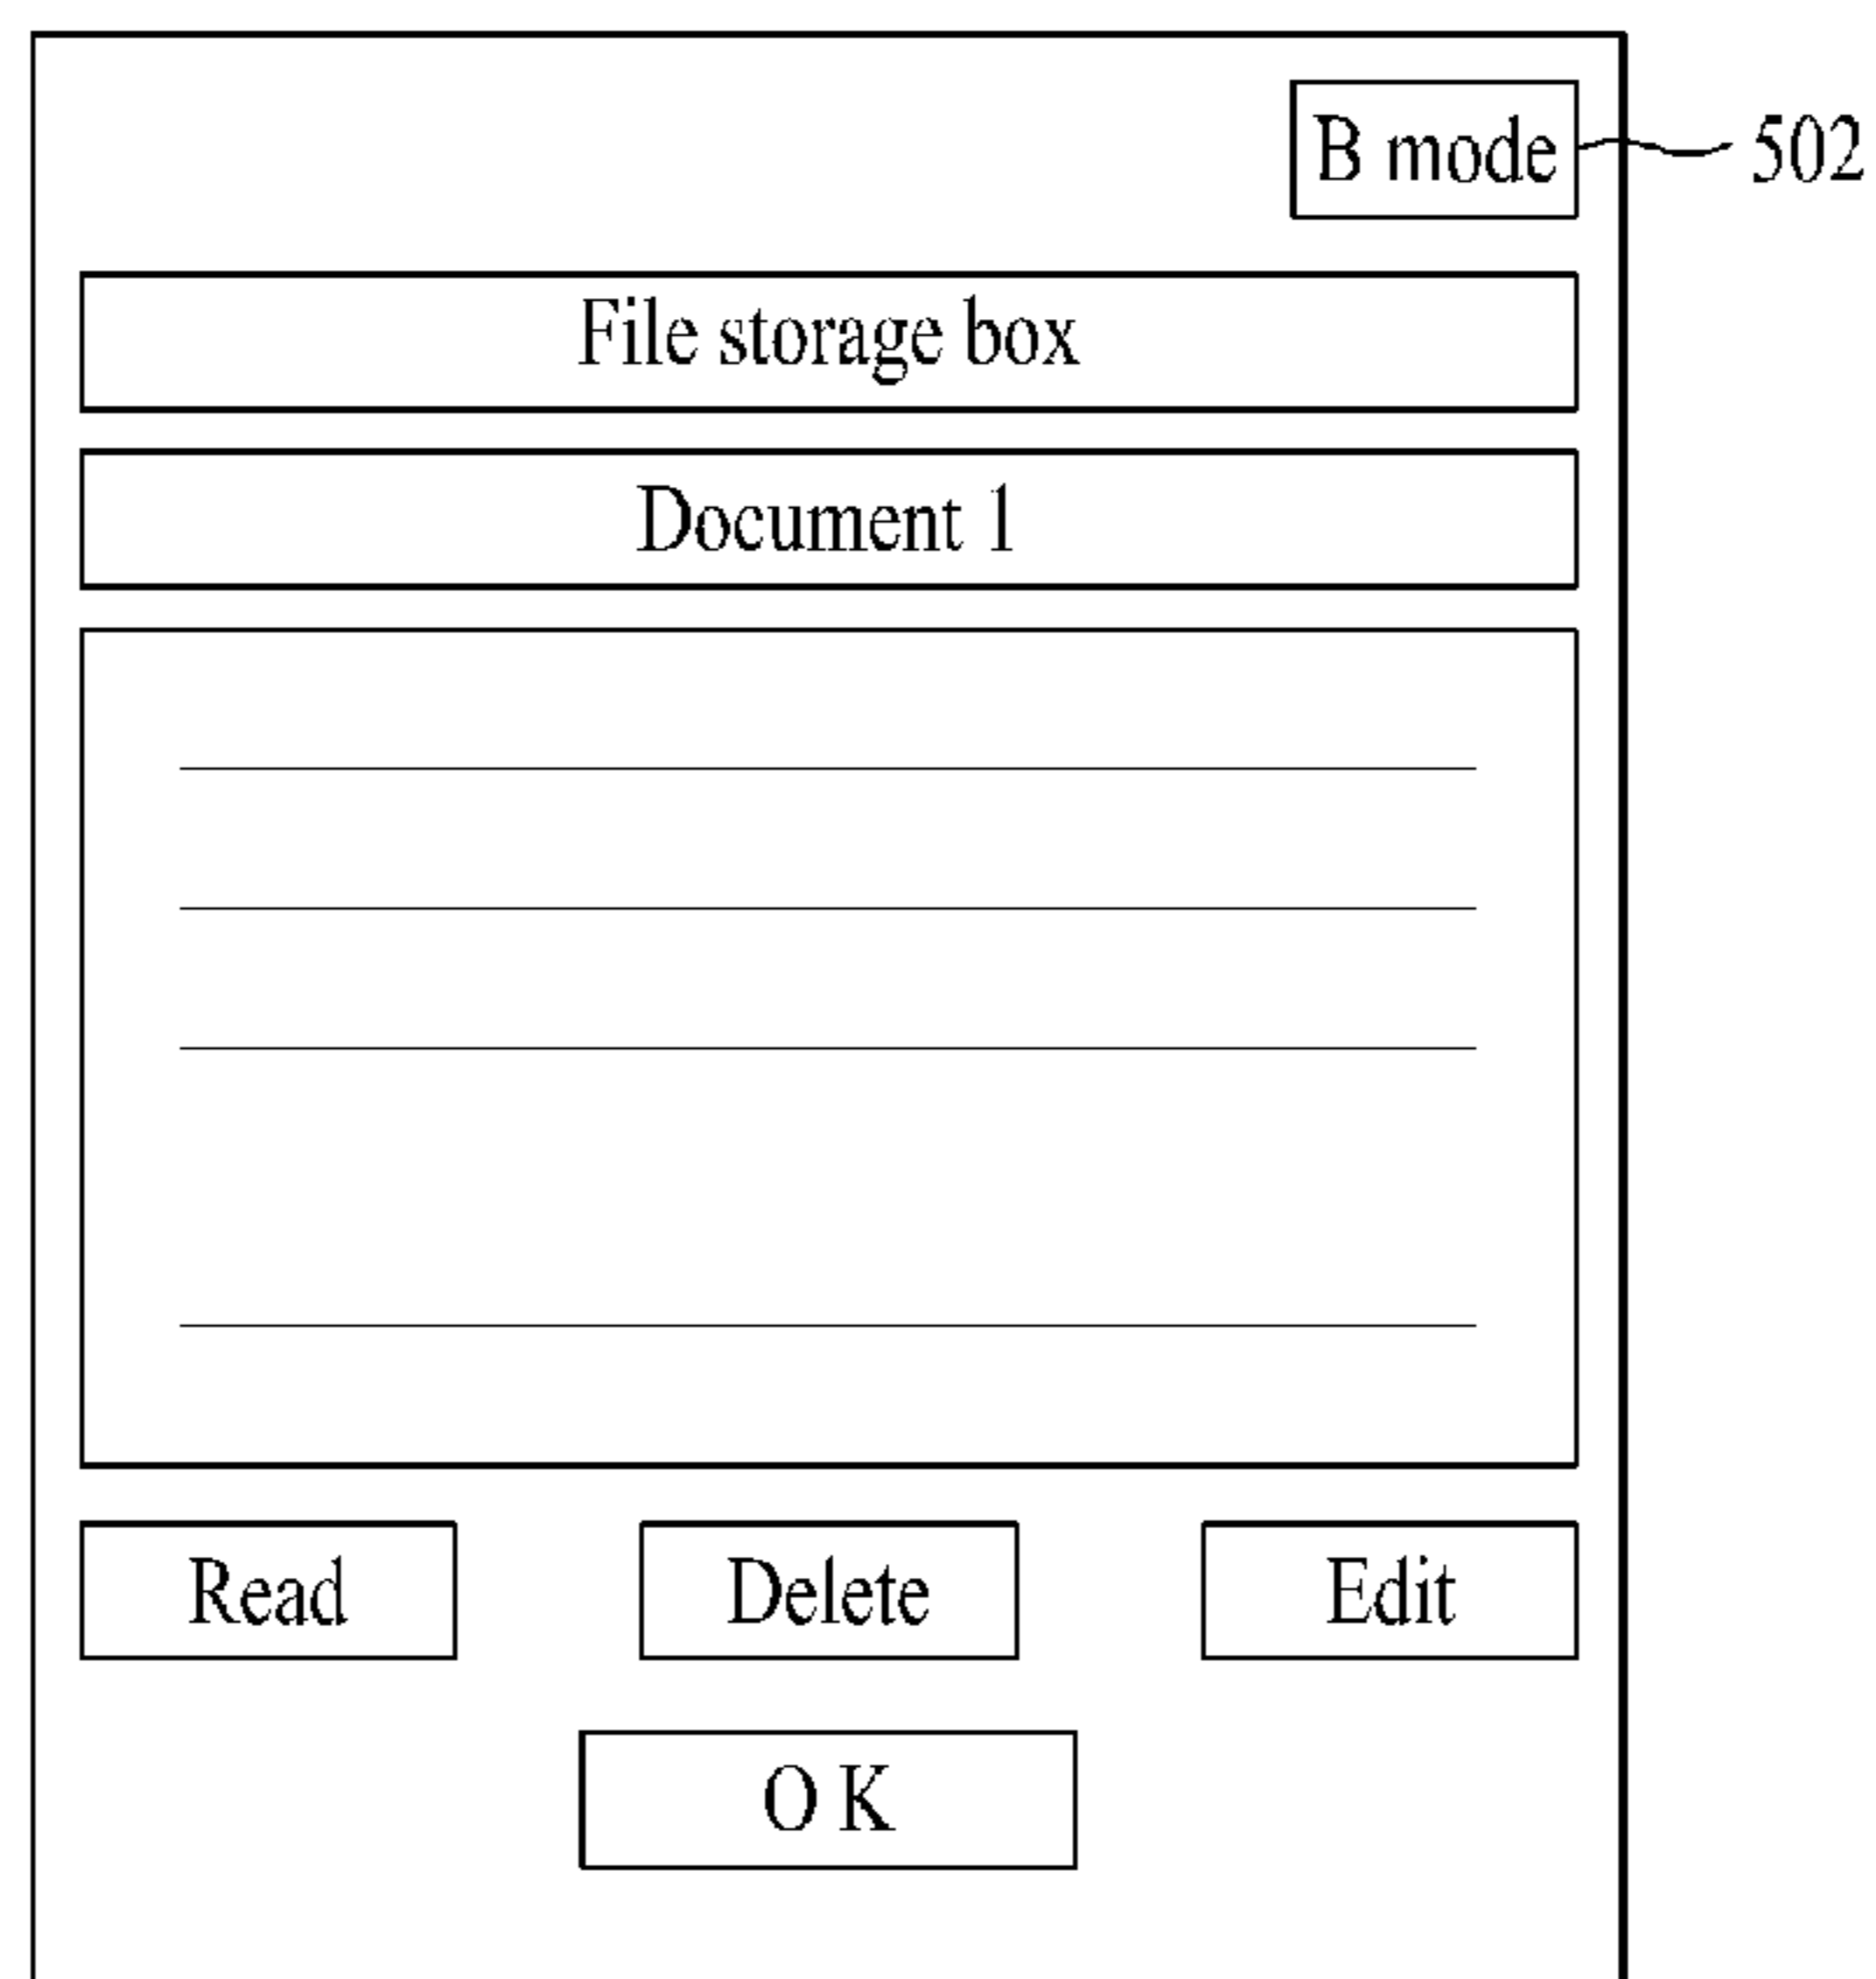 B mode 502
File storage box
Document 1
Read Delete Edit
O K